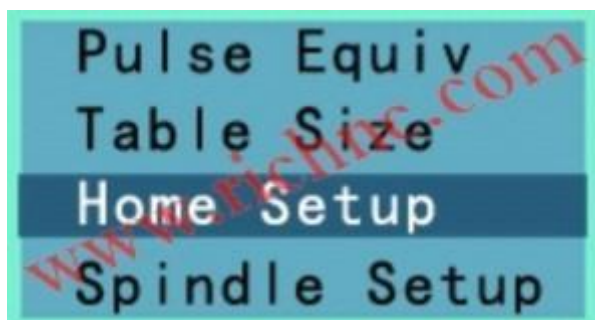 Pulse Equiv
Table Size
Home Setup
Spindle Setup
www.richnc.com